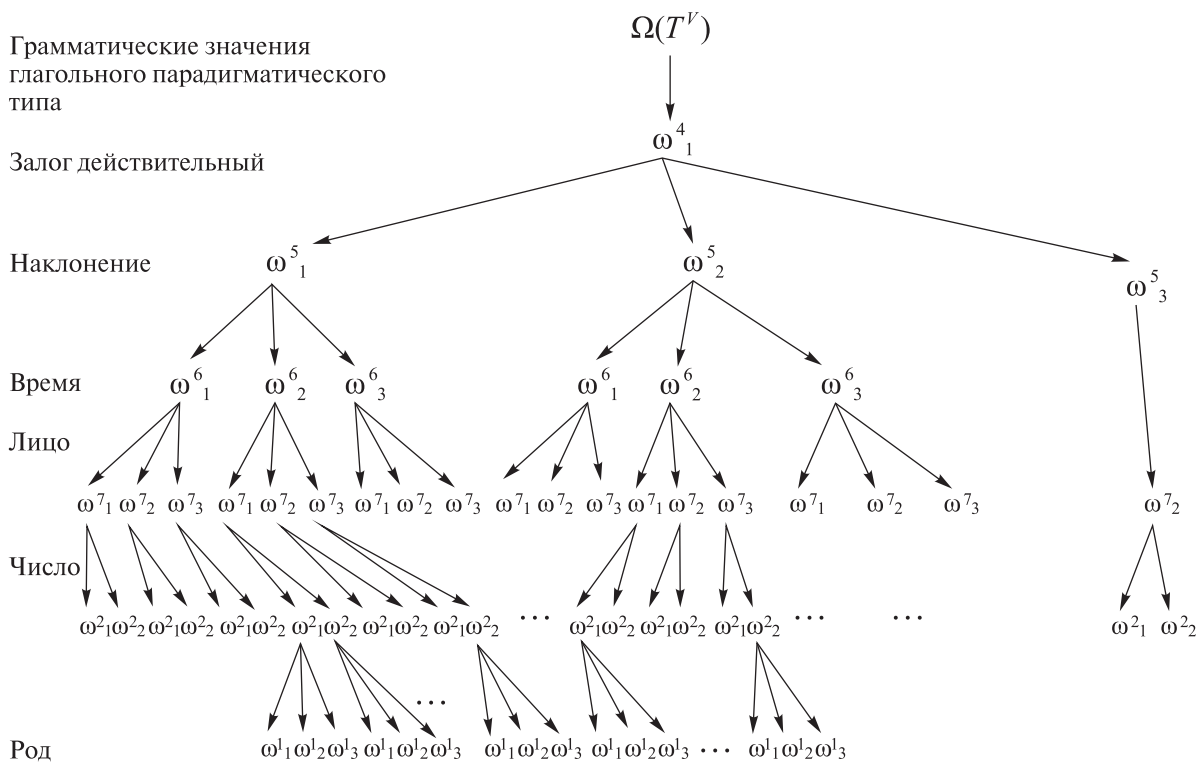 Ω(Tⱽ)
Грамматические значения
глагольного парадигматического
типа
ω⁴₁
Залог действительный
Наклонение ω⁵₁ ω⁵₂ ω⁵₃
Время ω⁶₁ ω⁶₂ ω⁶₃ ω⁶₁ ω⁶₂ ω⁶₃
Лицо
ω⁷₁ ω⁷₂ ω⁷₃ ω⁷₁ ω⁷₂ ω⁷₃ ω⁷₁ ω⁷₂ ω⁷₃ ω⁷₁ ω⁷₂ ω⁷₃ ω⁷₁ ω⁷₂ ω⁷₃ ω⁷₁ ω⁷₂ ω⁷₃ ω⁷₂
Число
ω²₁ω²₂ ω²₁ω²₂ ω²₁ω²₂ ω²₁ω²₂ ω²₁ω²₂ ω²₁ω²₂ ... ω²₁ω²₂ ω²₁ω²₂ ω²₁ω²₂ ... ... ω²₁ ω²₂
...
Род ω¹₁ω¹₂ω¹₃ ω¹₁ω¹₂ω¹₃ ω¹₁ω¹₂ω¹₃ ω¹₁ω¹₂ω¹₃ ... ω¹₁ω¹₂ω¹₃